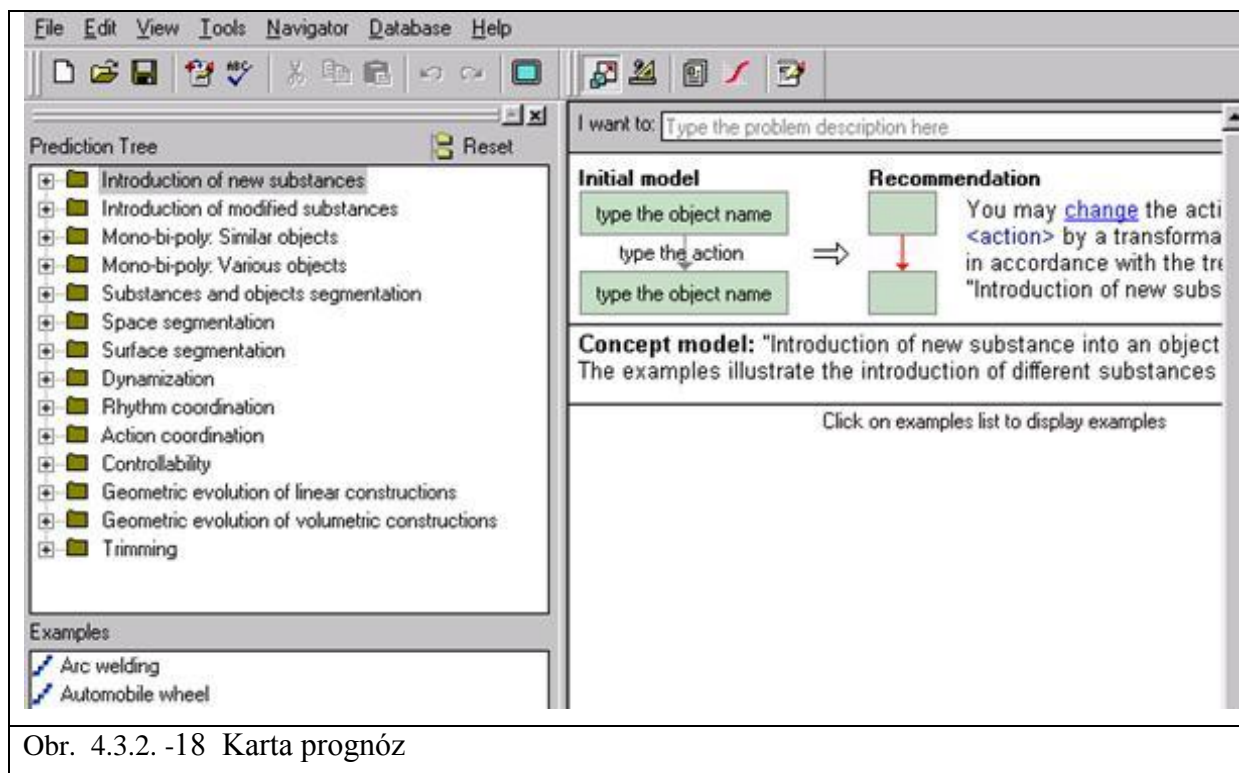 File Edit View Tools Navigator Database Help
ABC
Prediction Tree Reset
Introduction of new substances
Introduction of modified substances
Mono-bi-poly: Similar objects
Mono-bi-poly: Various objects
Substances and objects segmentation
Space segmentation
Surface segmentation
Dynamization
Rhythm coordination
Action coordination
Controllability
Geometric evolution of linear constructions
Geometric evolution of volumetric constructions
Trimming
Examples
Arc welding
Automobile wheel
I want to: Type the problem description here
Initial model
type the object name
type the action
type the object name
Recommendation
You may change the acti
<action> by a transforma
in accordance with the tre
"Introduction of new subs
Concept model: "Introduction of new substance into an object
The examples illustrate the introduction of different substances
Click on examples list to display examples
Obr. 4.3.2. -18 Karta prognóz